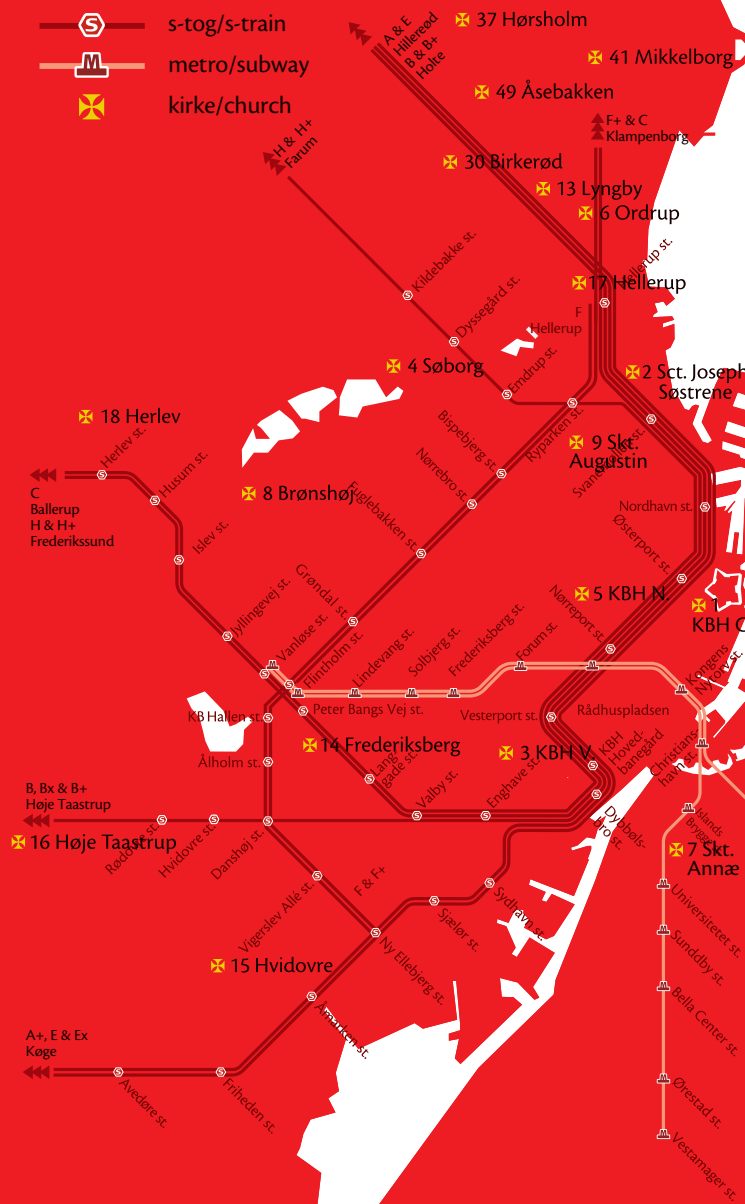 s-tog/s-train
metro/subway
kirke/church
A & E
Hillerød
B & B+
Holte
37 Hørsholm
41 Mikkelborg
49 Åsebakken
F+ & C
Klampenborg
H & H+
Farum
30 Birkerød
13 Lyngby
6 Ordrup
Hellerup st.
17 Hellerup
Kildebakke st.
Dyssegård st.
F
Hellerup
Emdrup st.
4 Søborg
2 Sct. Joseph
Søstrene
18 Herlev
Herlev st.
Husum st.
Bispebjerg st.
Ryparken st.
9 Skt.
Augustin
Nørrebro st.
C
Ballerup
H & H+
Frederikssund
8 Brønshøj
Fuglebakken st.
Nordhavn st.
Islev st.
Østerport st.
Grøndal st.
5 KBH N.
1
KBH C
Jyllingevej st.
Vanløse st.
Flintholm st.
Lindevang st.
Solbjerg st.
Frederiksberg st.
Forum st.
Nørreport st.
Kongens
Nytorv st.
KB Hallen st.
Peter Bangs Vej st.
Vesterport st.
Rådhuspladsen
14 Frederiksberg
3 KBH V.
KBH
Hoved-
banegård
Christians-
havn st.
Ålholm st.
Lang-
gade st.
Valby st.
Enghave st.
B, Bx & B+
Høje Taastrup
Dybbøls-
bro st.
Islands
Brygge
16 Høje Taastrup
Rødovre st.
Hvidovre st.
Danshøj st.
7 Skt.
Annæ
Vigerslev Allé st.
F & F+
Sjælør st.
Sydhavn st.
Universitetet st.
Ny Ellebjerg st.
Sunddby st.
15 Hvidovre
Bella Center st.
Åmarken st.
A+, E & Ex
Køge
Avedøre st.
Friheden st.
Ørestad st.
Vestamager st.